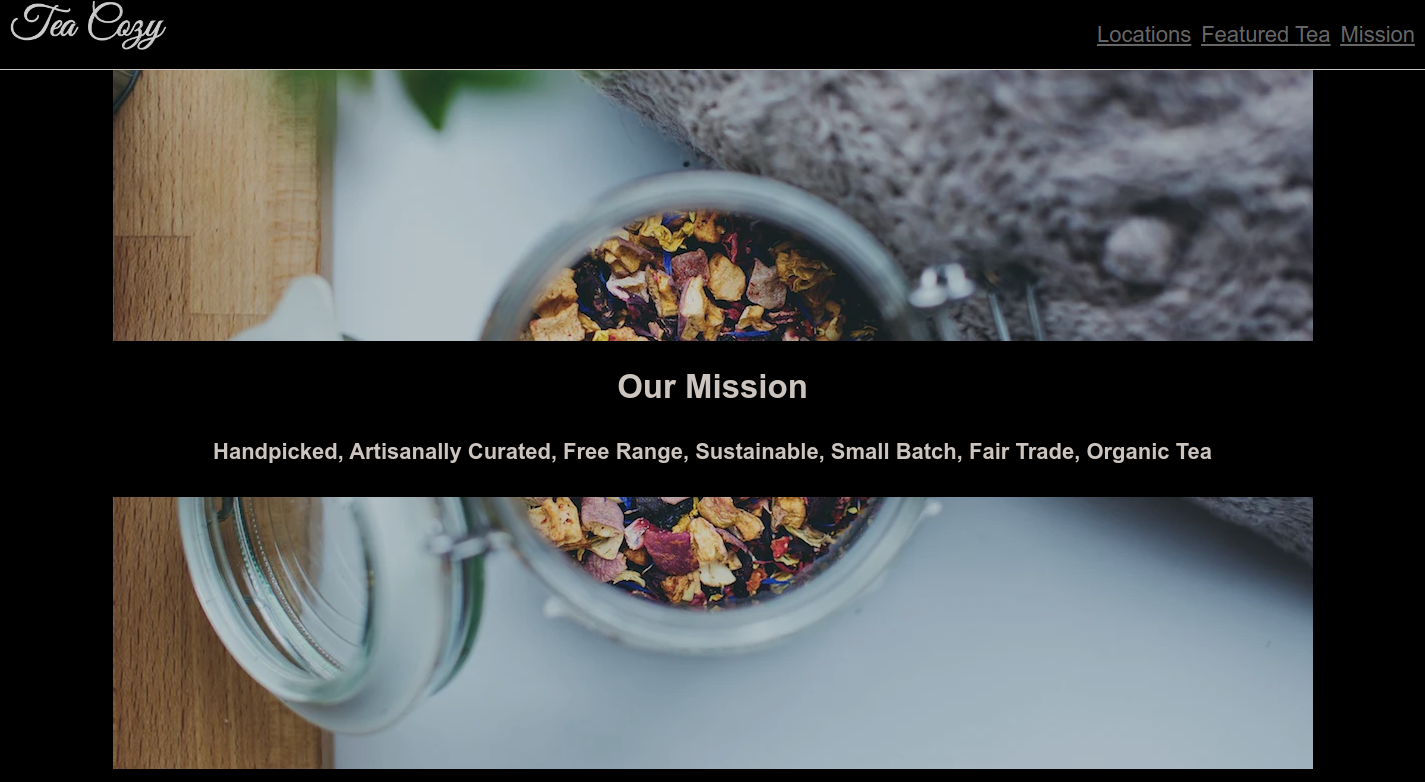 Tea Cozy
Locations Featured Tea Mission
Our Mission
Handpicked, Artisanally Curated, Free Range, Sustainable, Small Batch, Fair Trade, Organic Tea